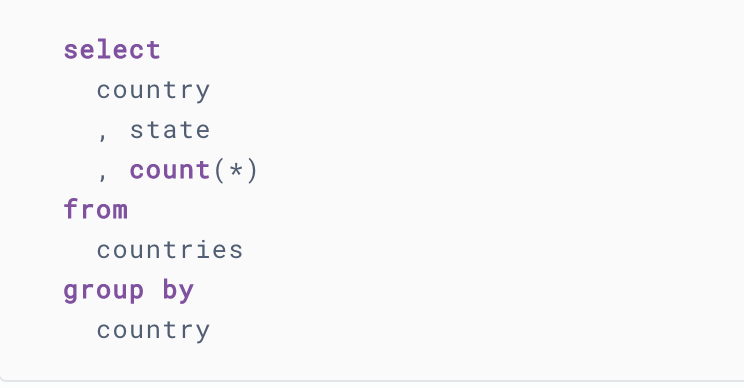 select
country
, state
, count(*)
from
countries
group by
country